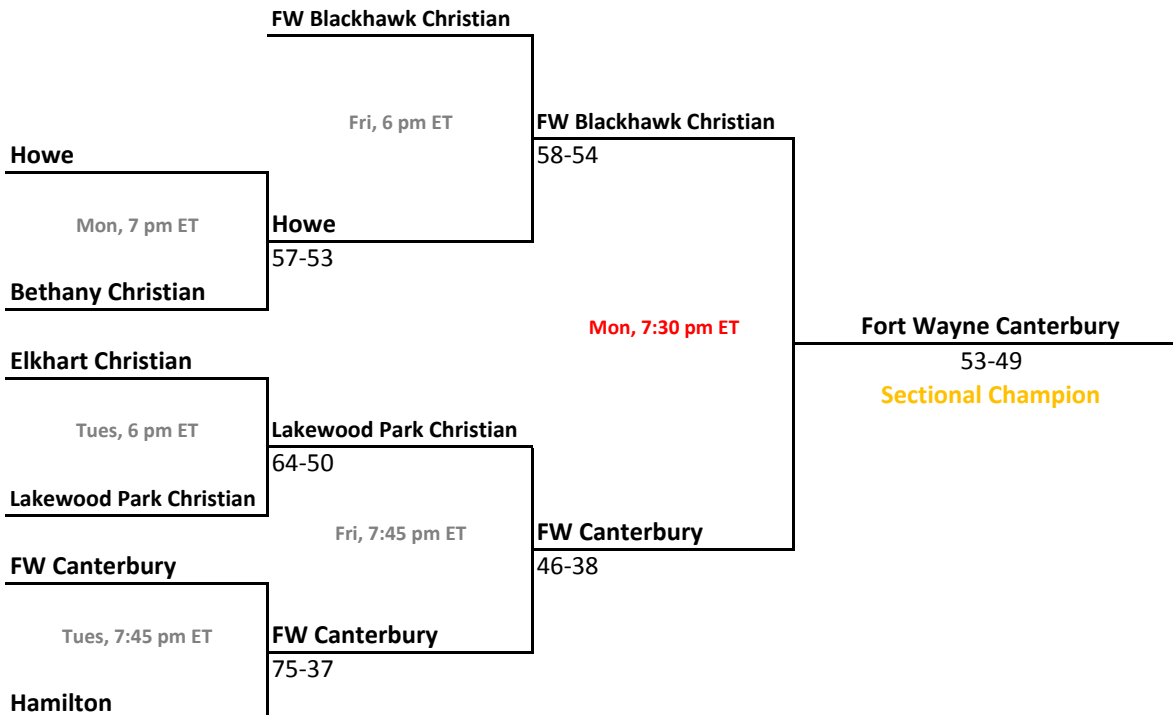 FW Blackhawk Christian
Fri, 6 pm ET
FW Blackhawk Christian
58-54
Howe
Mon, 7 pm ET
Howe
57-53
Bethany Christian
Mon, 7:30 pm ET
Fort Wayne Canterbury
53-49
Sectional Champion
Elkhart Christian
Tues, 6 pm ET
Lakewood Park Christian
64-50
Lakewood Park Christian
Fri, 7:45 pm ET
FW Canterbury
46-38
FW Canterbury
Tues, 7:45 pm ET
FW Canterbury
75-37
Hamilton